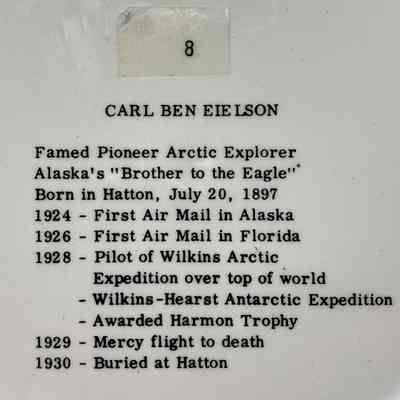 8
CARL BEN EIELSON
Famed Pioneer Arctic Explorer
Alaska's "Brother to the Eagle"*
Born in Hatton, July 20, 1897
1924 - First Air Mail in Alaska
1926 - First Air Mail in Florida
1928 - Pilot of Wilkins Arctic
Expedition over top of world
- Wilkins-Hearst Antarctic Expedition
- Awarded Harmon Trophy
1929 - Mercy flight to death
1930 - Buried at Hatton